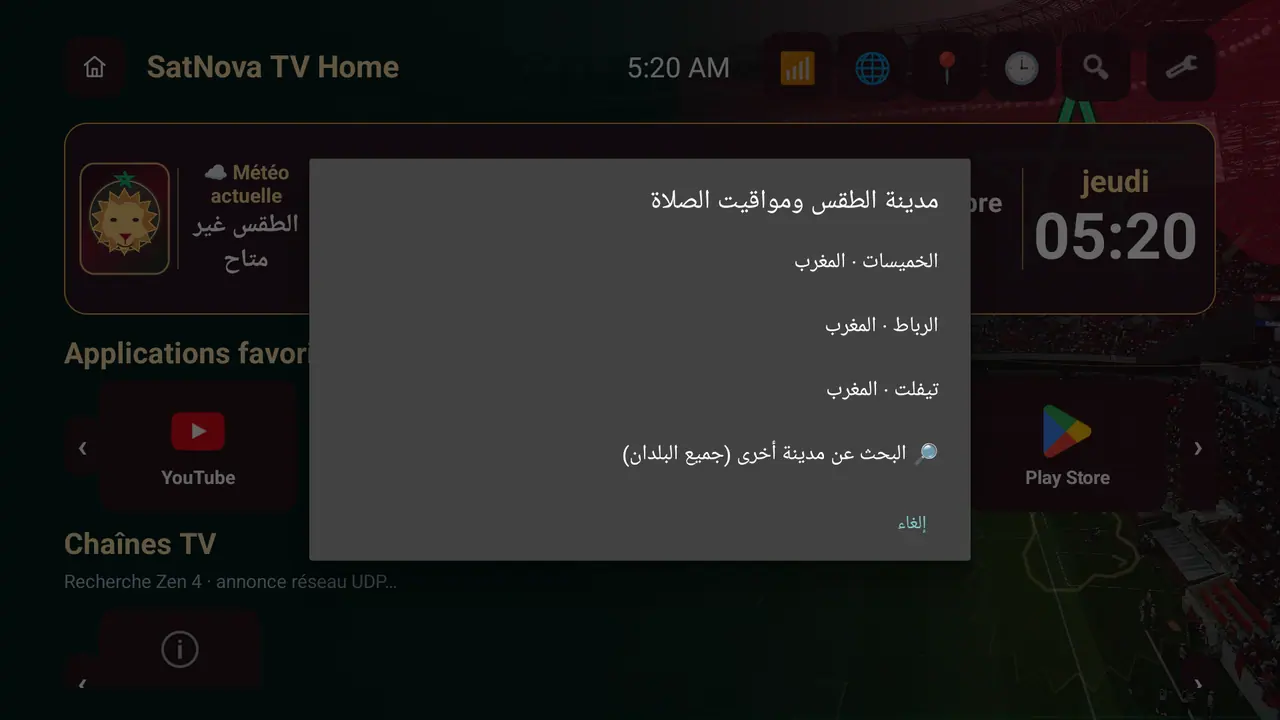 SatNova TV Home
5:20 AM
Météo
actuelle
الطقس غير
متاح
bre
jeudi
05:20
مدينة الطقس ومواقيت الصلاة
الخميسات · المغرب
الرباط · المغرب
تيفلت · المغرب
البحث عن مدينة أخرى (جميع البلدان)
إلغاء
Applications favori
YouTube
Play Store
Chaînes TV
Recherche Zen 4 · annonce réseau UDP…